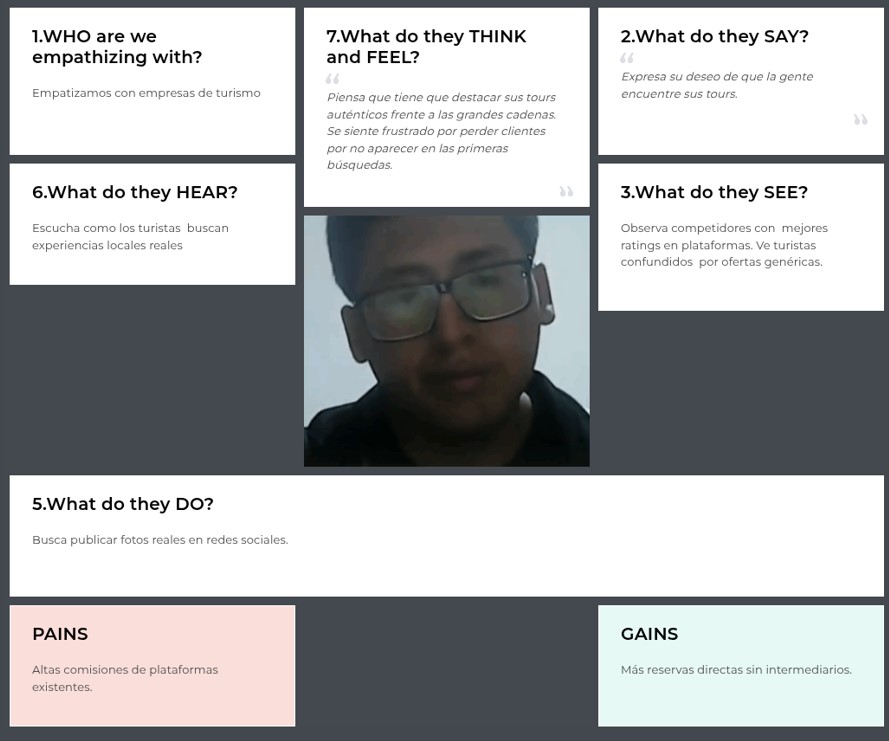 1.WHO are we
empathizing with?
Empatizamos con empresas de turismo
7.What do they THINK
and FEEL?
“
Piensa que tiene que destacar sus tours
auténticos frente a las grandes cadenas.
Se siente frustrado por perder clientes
por no aparecer en las primeras
búsquedas.
”
2.What do they SAY?
“
Expresa su deseo de que la gente
encuentre sus tours.
”
6.What do they HEAR?
Escucha como los turistas  buscan
experiencias locales reales
3.What do they SEE?
Observa competidores con  mejores
ratings en plataformas. Ve turistas
confundidos  por ofertas genéricas.
5.What do they DO?
Busca publicar fotos reales en redes sociales.
PAINS
Altas comisiones de plataformas
existentes.
GAINS
Más reservas directas sin intermediarios.